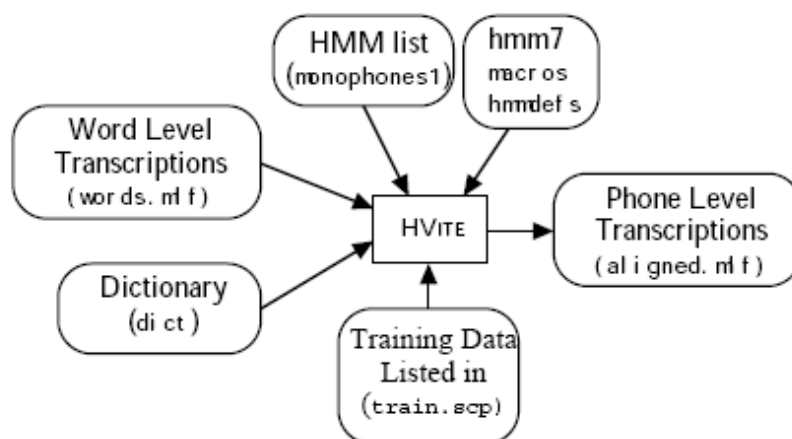 HMM list
(monophones1)
hmm7
macros
hmmdefs
Word Level
Transcriptions
(words.mlf)
HVITE
Phone Level
Transcriptions
(aligned.mlf)
Dictionary
(dict)
Training Data
Listed in
(train.scp)